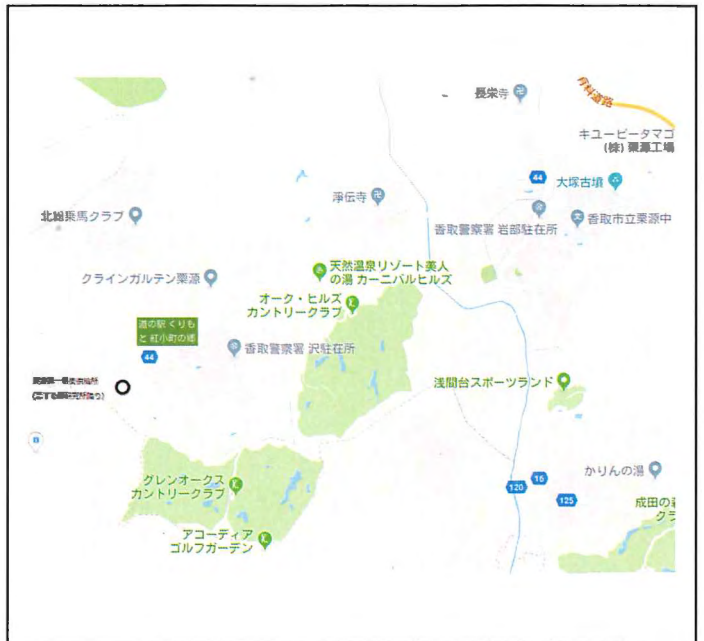 長栄寺
有料道路
キユーピータマゴ
(株) 栗源工場
44
大塚古墳
浄伝寺
北総乗馬クラブ
香取警察署 岩部駐在所
香取市立栗源中
天然温泉リゾート美人
の湯 カーニバルヒルズ
クラインガルテン栗源
オーク・ヒルズ
カントリークラブ
道の駅 くりも
と 紅小町の郷
44
香取警察署 沢駐在所
浅間台スポーツランド
グレンオークス
カントリークラブ
かりんの湯
120
16
125
成田の森
クラ
アコーディア
ゴルフガーデン